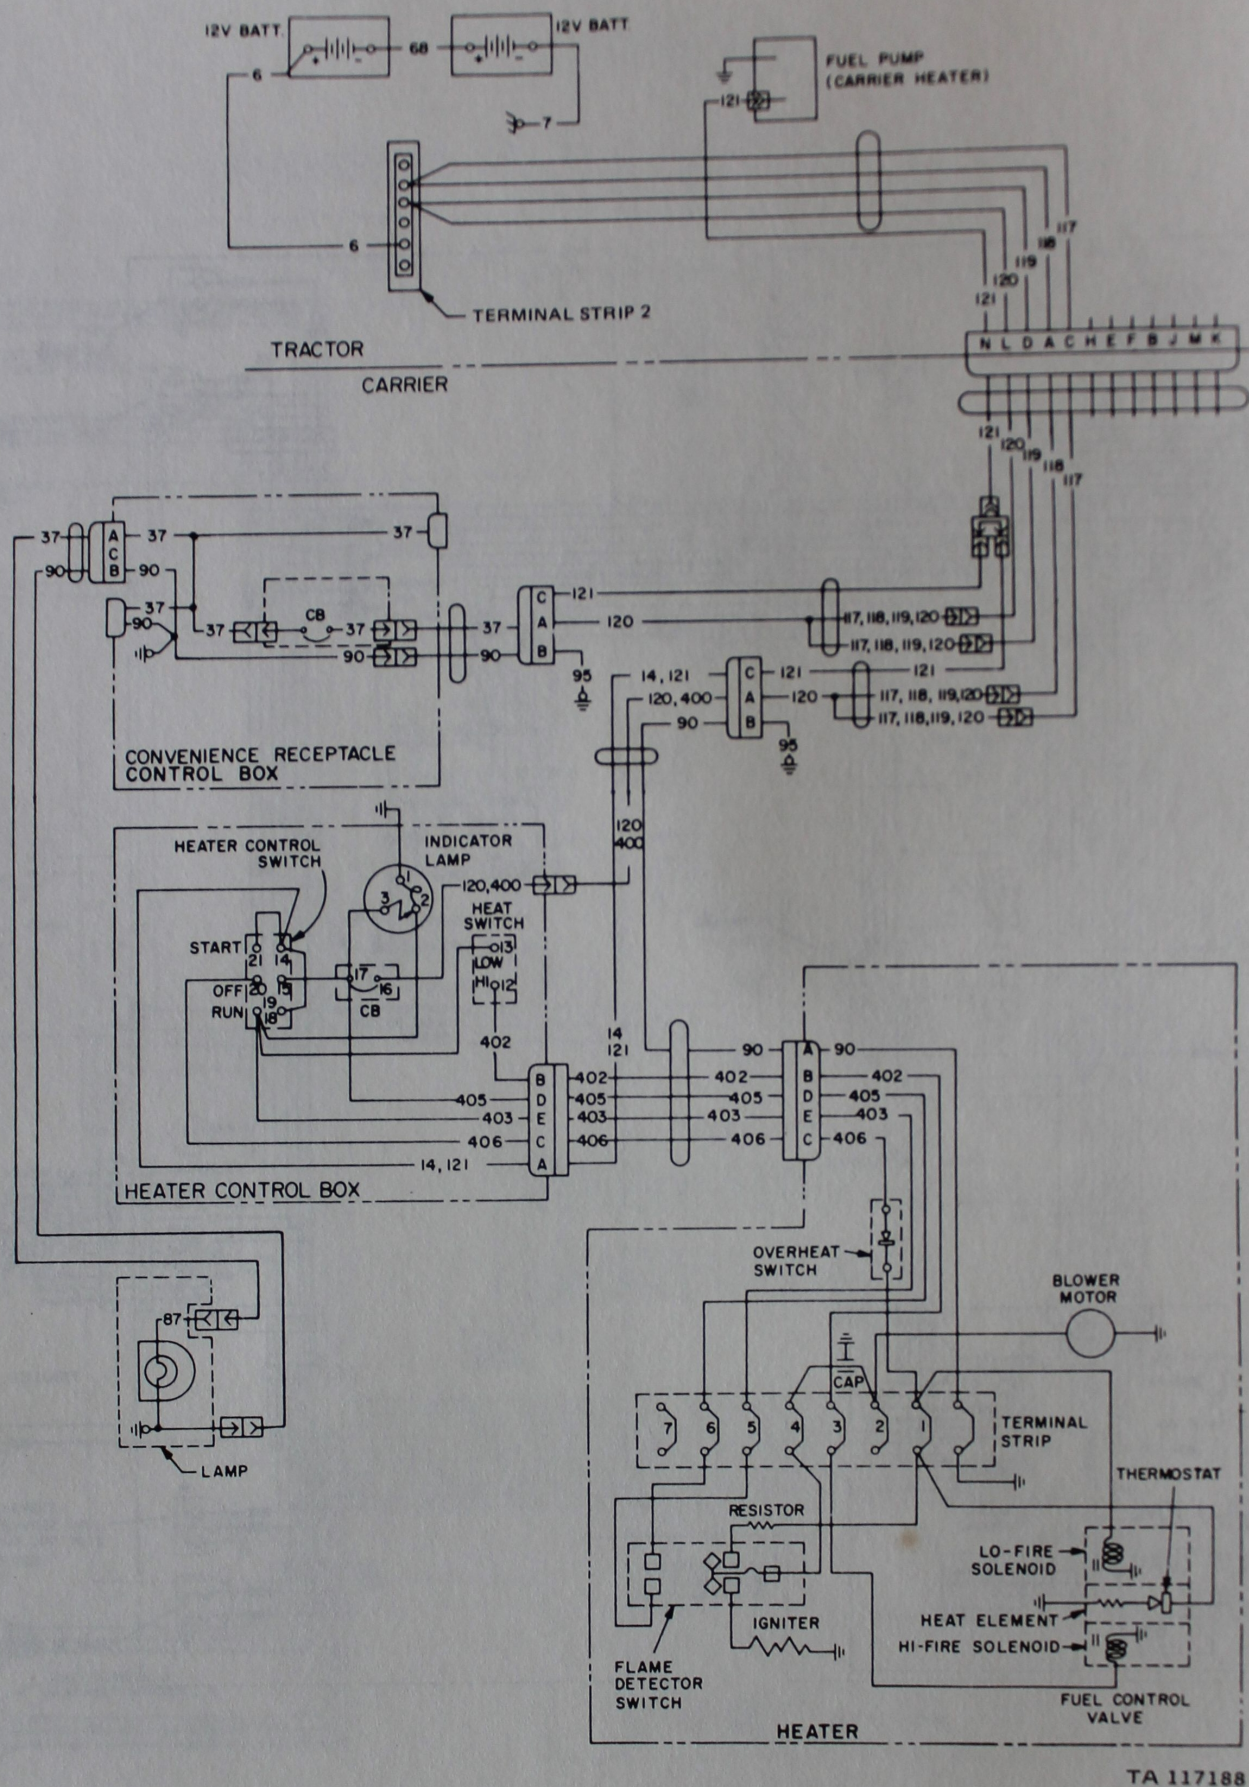 12V BATT.
68
12V BATT
6
7
FUEL PUMP
(CARRIER HEATER)
121
6
TERMINAL STRIP 2
117
118
119
120
121
TRACTOR
CARRIER
N L D A C H E F B J M K
121
120
119
118
117
37
A
C
B
37
90
90
37
37
90
37
CB
37
37
90
90
C
A
B
121
120
95
117, 118, 119, 120
117, 118, 119, 120
14, 121
120, 400
90
C
A
B
121
121
120
117, 118, 119, 120
117, 118, 119, 120
95
CONVENIENCE RECEPTACLE
CONTROL BOX
120
400
HEATER CONTROL
SWITCH
INDICATOR
LAMP
1
3
2
120, 400
HEAT
SWITCH
13
LOW
HI
12
START
21
14
OFF
20
15
RUN
19
18
17
16
CB
402
14
121
B
D
E
C
A
405
403
406
14, 121
402
405
403
406
90
402
405
403
406
A
B
D
E
C
90
402
405
403
406
HEATER CONTROL BOX
OVERHEAT
SWITCH
BLOWER
MOTOR
87
LAMP
CAP
7 6 5 4 3 2 1
TERMINAL
STRIP
THERMOSTAT
RESISTOR
LO-FIRE
SOLENOID
HEAT ELEMENT
HI-FIRE SOLENOID
IGNITER
FLAME
DETECTOR
SWITCH
FUEL CONTROL
VALVE
HEATER
TA 117188